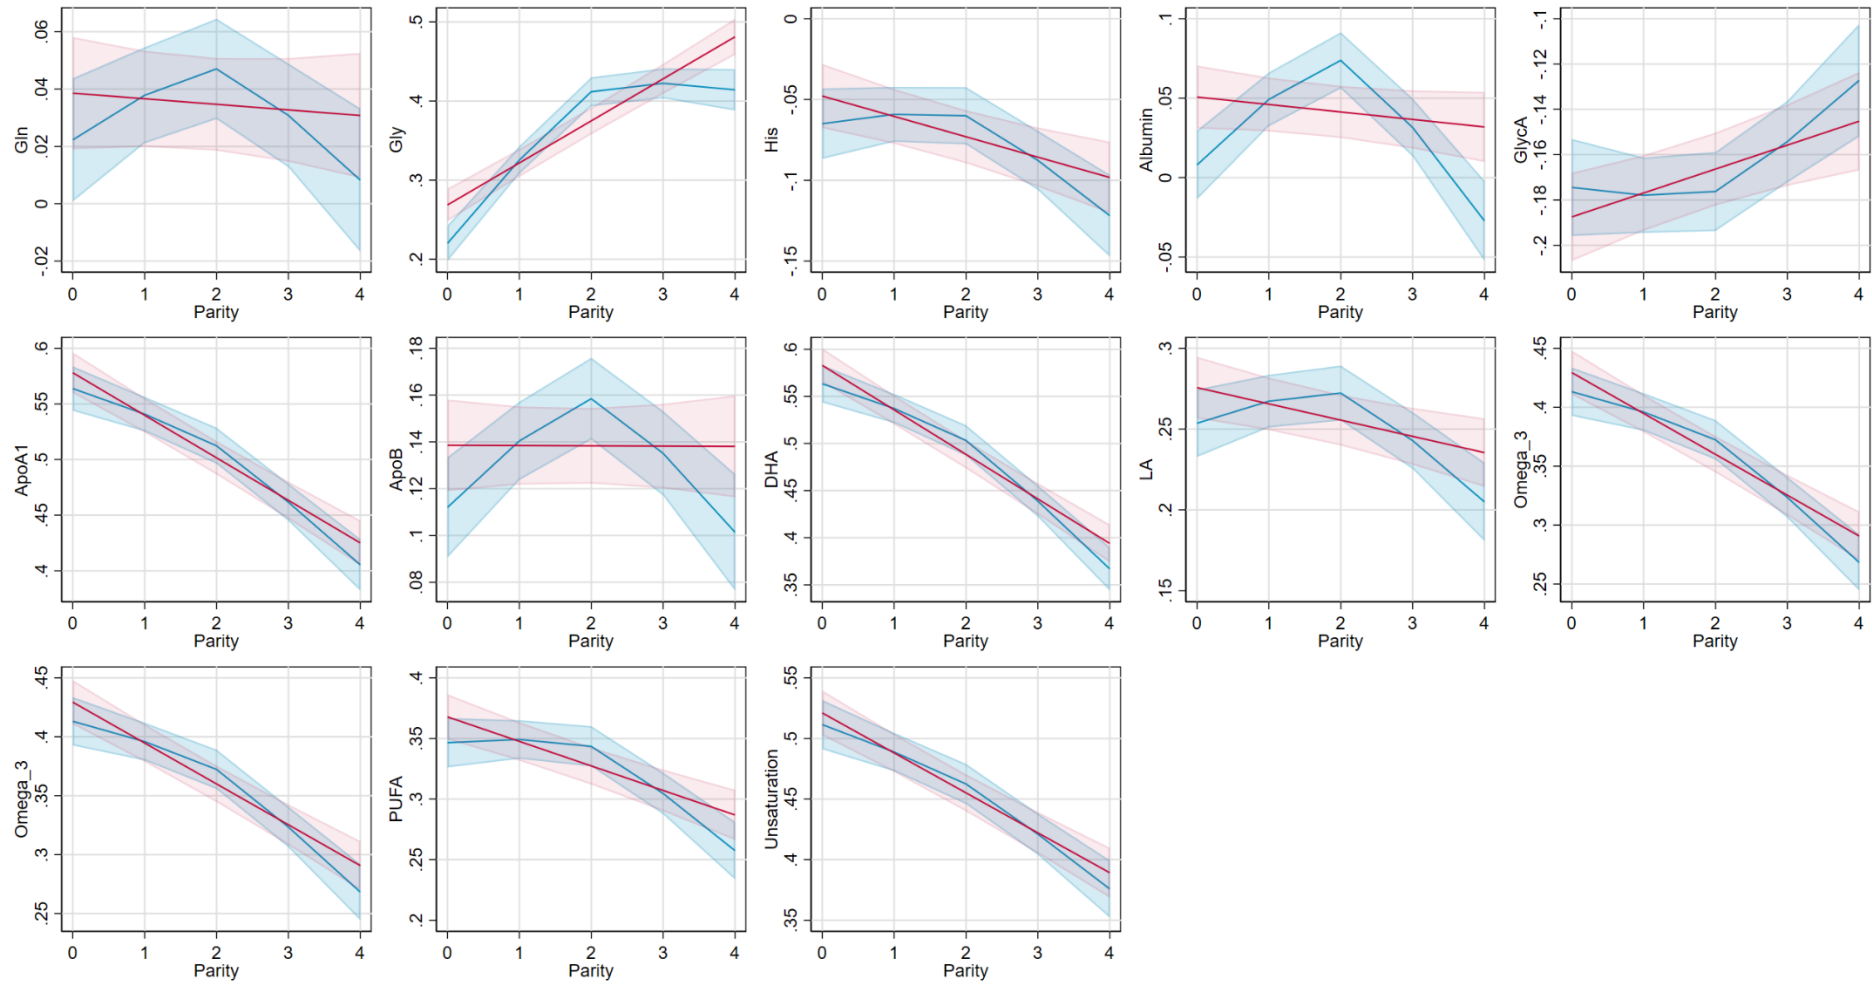 Gln
.06
.04
.02
0
-.02
0 1 2 3 4
Parity
Gly
.5
.4
.3
.2
0 1 2 3 4
Parity
His
0
-.05
-.1
-.15
0 1 2 3 4
Parity
Albumin
.1
.05
0
-.05
0 1 2 3 4
Parity
GlycA
-.1
-.12
-.14
-.16
-.18
-.2
0 1 2 3 4
Parity
ApoA1
.6
.55
.5
.45
.4
0 1 2 3 4
Parity
ApoB
.18
.16
.14
.12
.1
.08
0 1 2 3 4
Parity
DHA
.6
.55
.5
.45
.4
.35
0 1 2 3 4
Parity
LA
.3
.25
.2
.15
0 1 2 3 4
Parity
Omega_3
.45
.4
.35
.3
.25
0 1 2 3 4
Parity
Omega_3
.45
.4
.35
.3
.25
0 1 2 3 4
Parity
PUFA
.4
.35
.3
.25
.2
0 1 2 3 4
Parity
Unsaturation
.55
.5
.45
.4
.35
0 1 2 3 4
Parity